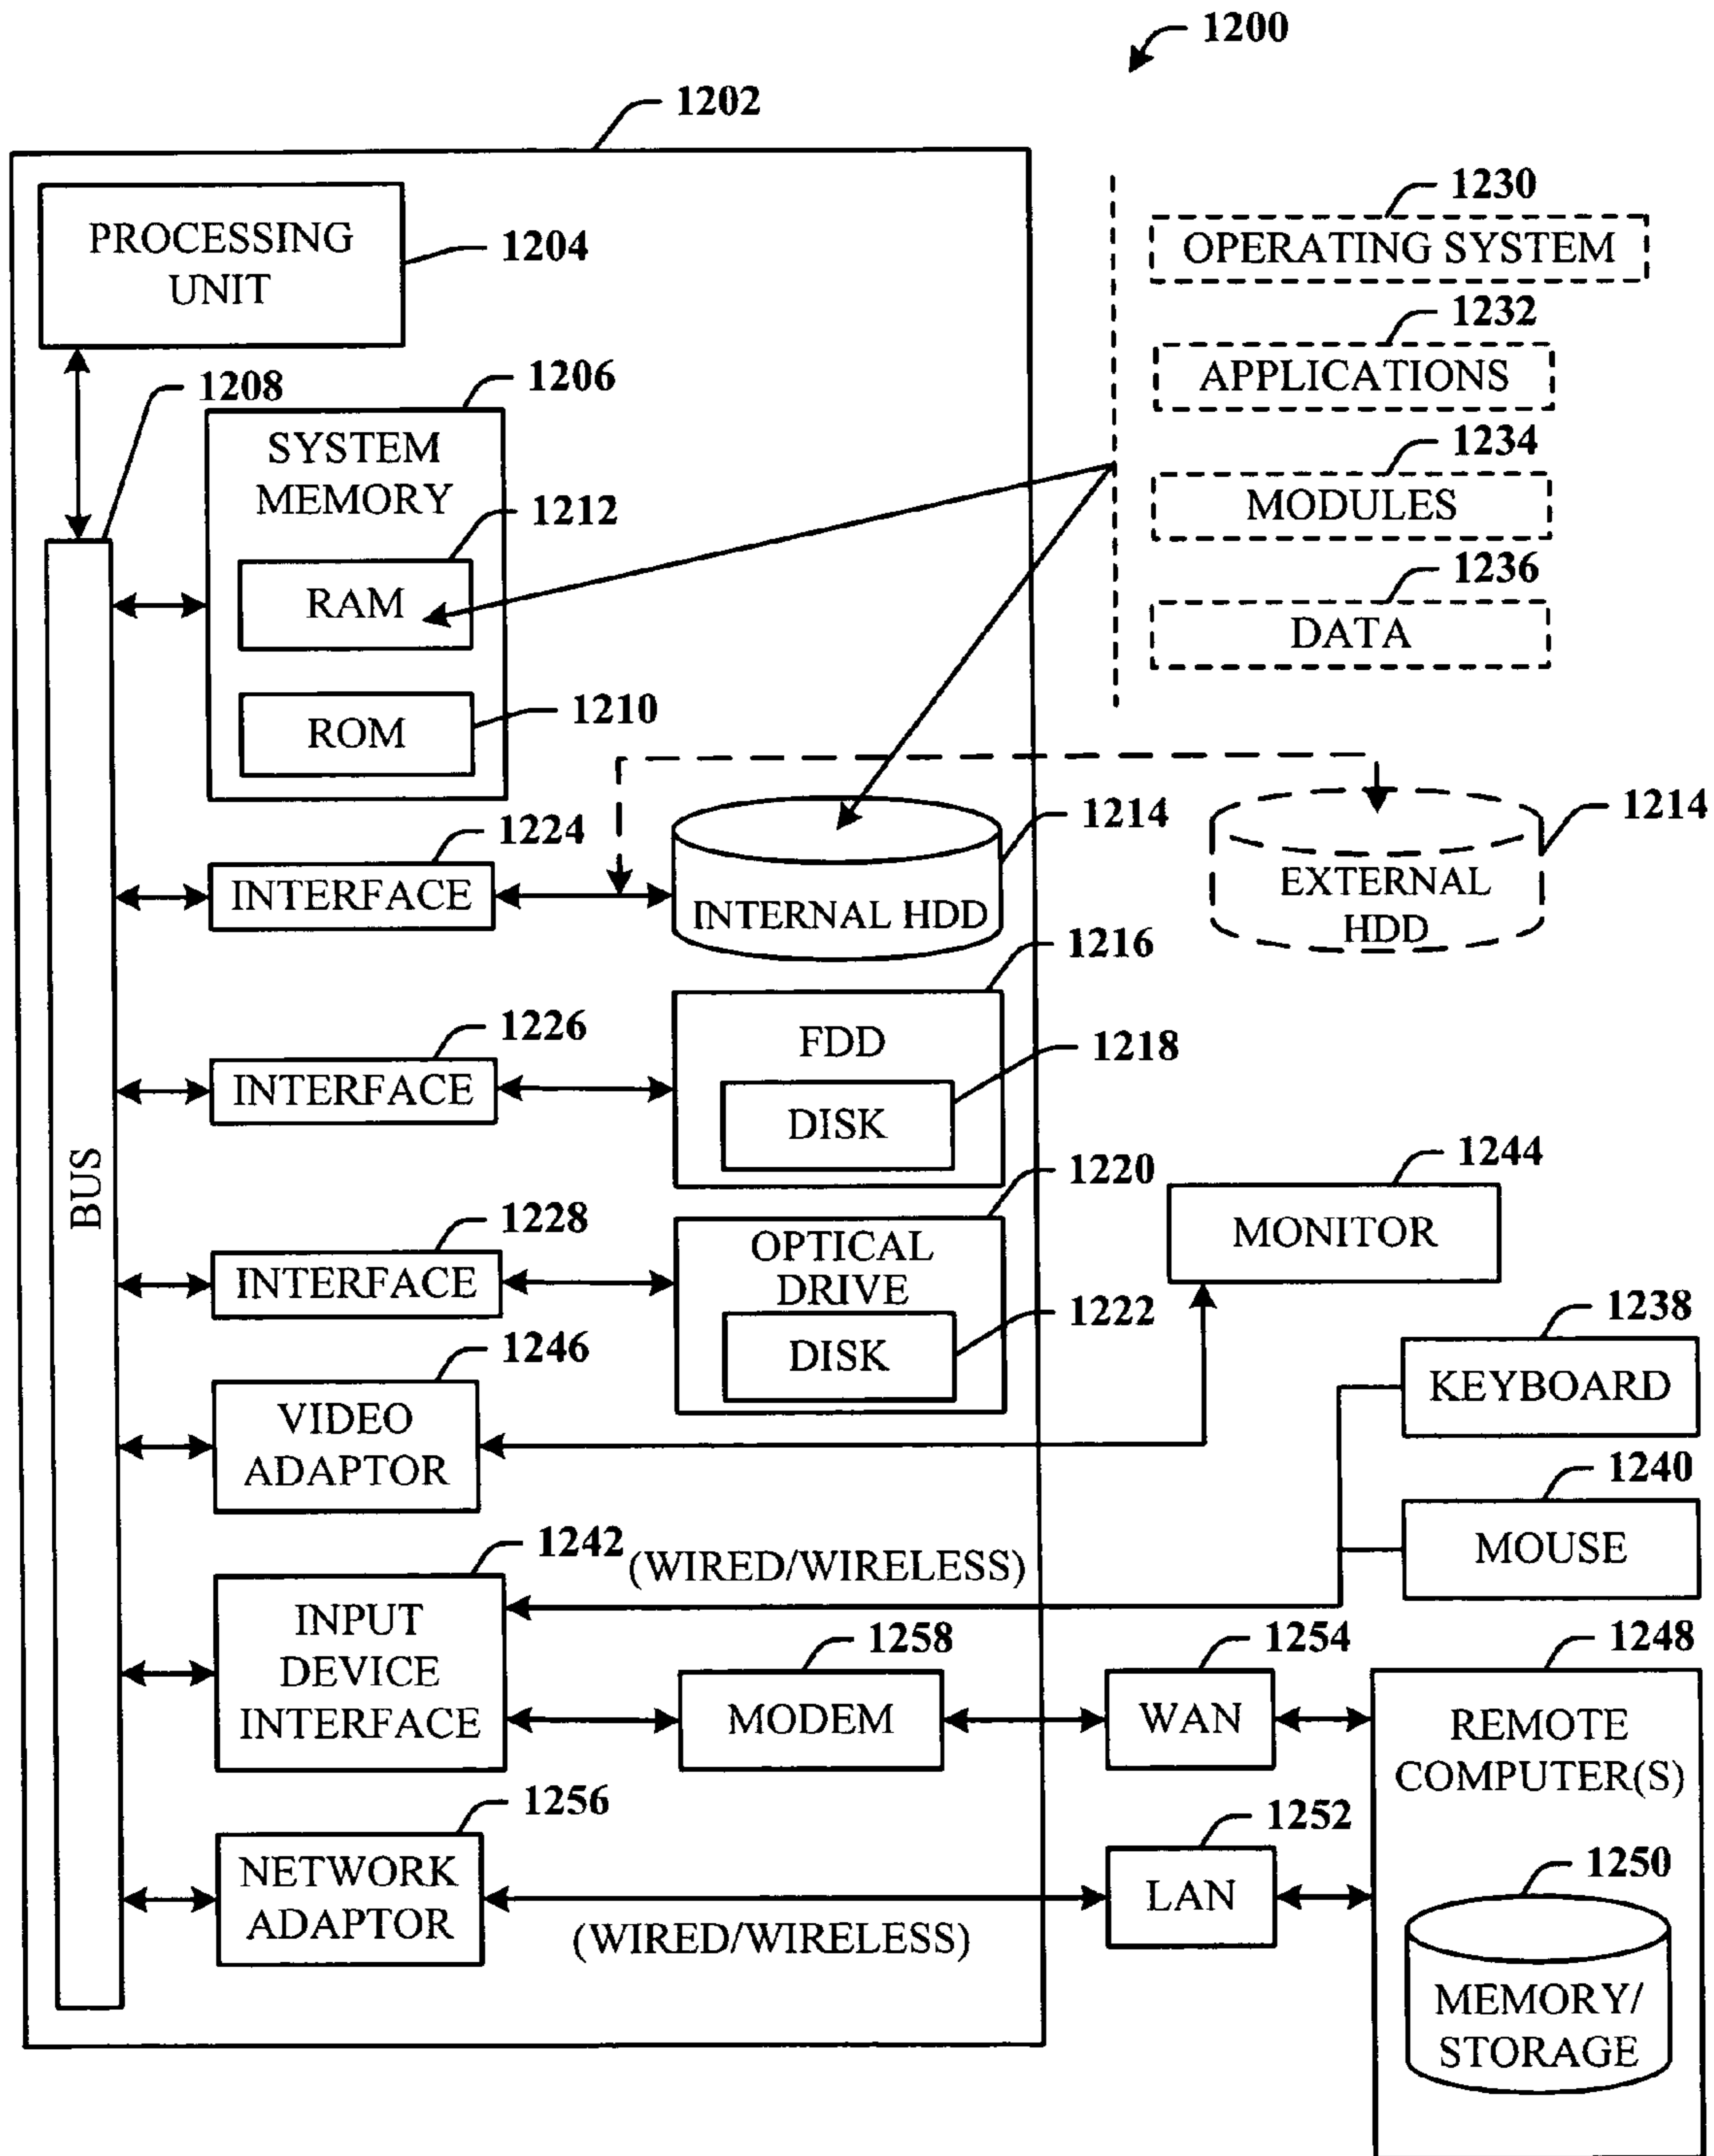 1200
1202
PROCESSING
UNIT
1204
1230
OPERATING SYSTEM
1232
APPLICATIONS
1234
MODULES
1236
DATA
1208
1206
SYSTEM
MEMORY
1212
RAM
1210
ROM
1224
INTERFACE
1214
INTERNAL HDD
1214
EXTERNAL
HDD
1216
FDD
1218
DISK
1226
INTERFACE
BUS
1220
OPTICAL
DRIVE
1222
DISK
1228
INTERFACE
1244
MONITOR
1246
VIDEO
ADAPTOR
1238
KEYBOARD
1240
MOUSE
1242
(WIRED/WIRELESS)
INPUT
DEVICE
INTERFACE
1258
MODEM
1254
WAN
1248
REMOTE
COMPUTER(S)
1256
NETWORK
ADAPTOR
(WIRED/WIRELESS)
1252
LAN
1250
MEMORY/
STORAGE